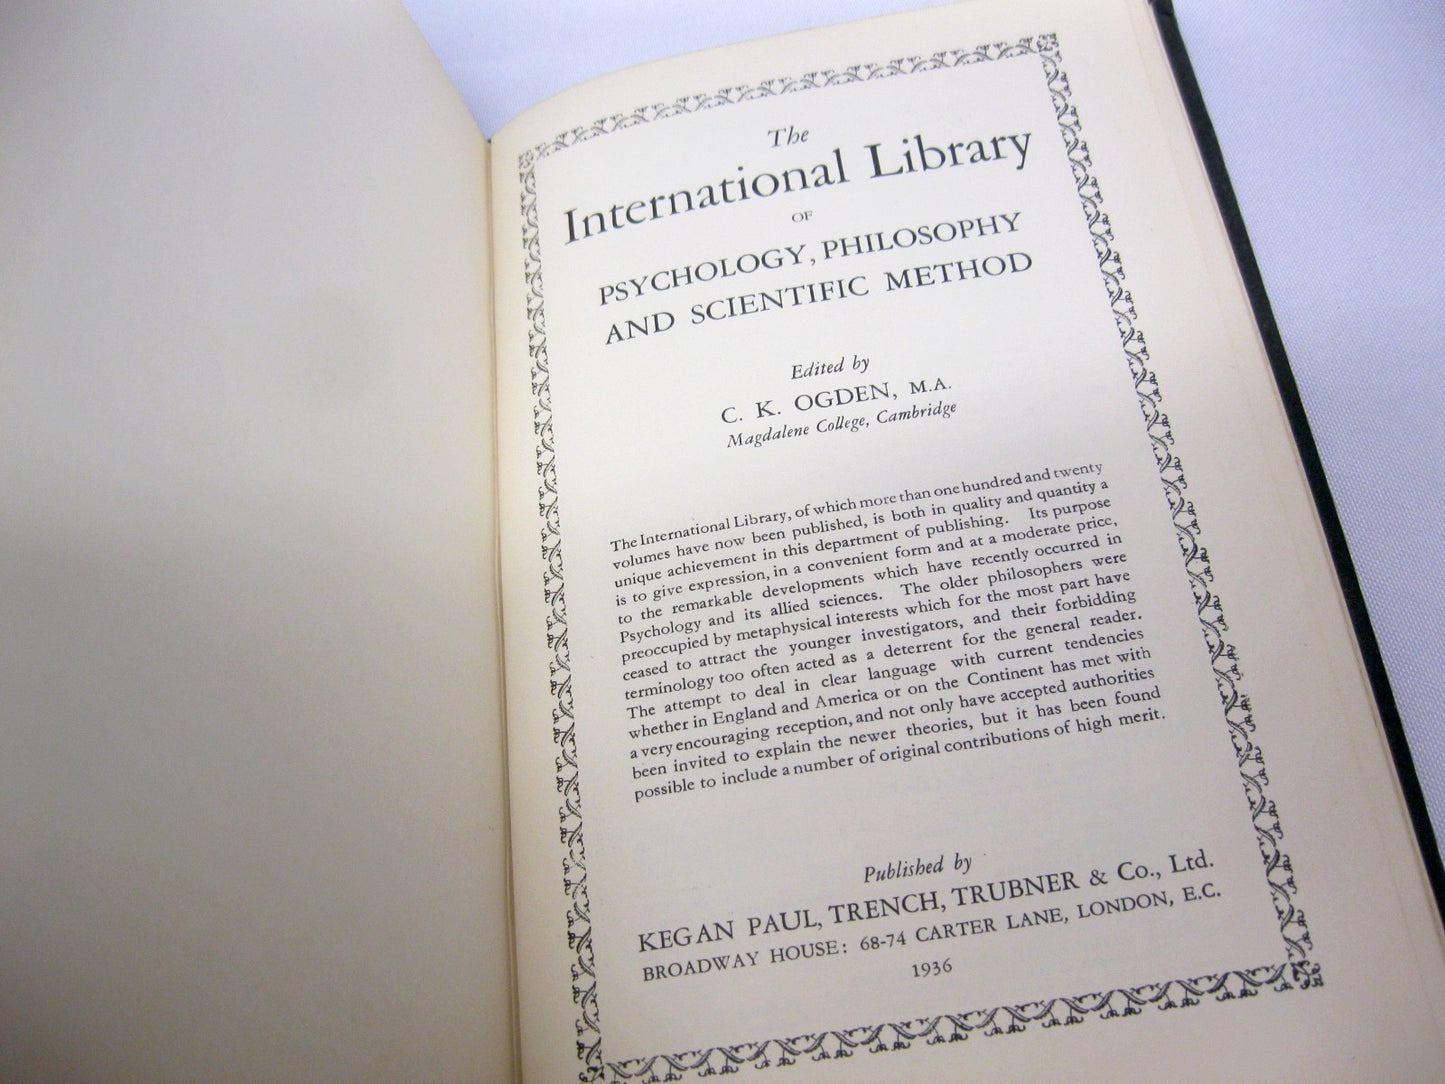 The
International Library
OF
PSYCHOLOGY, PHILOSOPHY
AND SCIENTIFIC METHOD
Edited by
C. K. OGDEN, M.A.
Magdalene College, Cambridge
The International Library, of which more than one hundred and twenty
volumes have now been published, is both in quality and quantity a
unique achievement in this department of publishing. Its purpose
is to give expression, in a convenient form and at a moderate price,
to the remarkable developments which have recently occurred in
Psychology and its allied sciences. The older philosophers were
preoccupied by metaphysical interests which for the most part have
ceased to attract the younger investigators, and their forbidding
terminology too often acted as a deterrent for the general reader.
The attempt to deal in clear language with current tendencies
whether in England and America or on the Continent has met with
a very encouraging reception, and not only have accepted authorities
been invited to explain the newer theories, but it has been found
possible to include a number of original contributions of high merit.
Published by
KEGAN PAUL, TRENCH, TRUBNER & Co., Ltd.
BROADWAY HOUSE: 68-74 CARTER LANE, LONDON, E.C.
1936